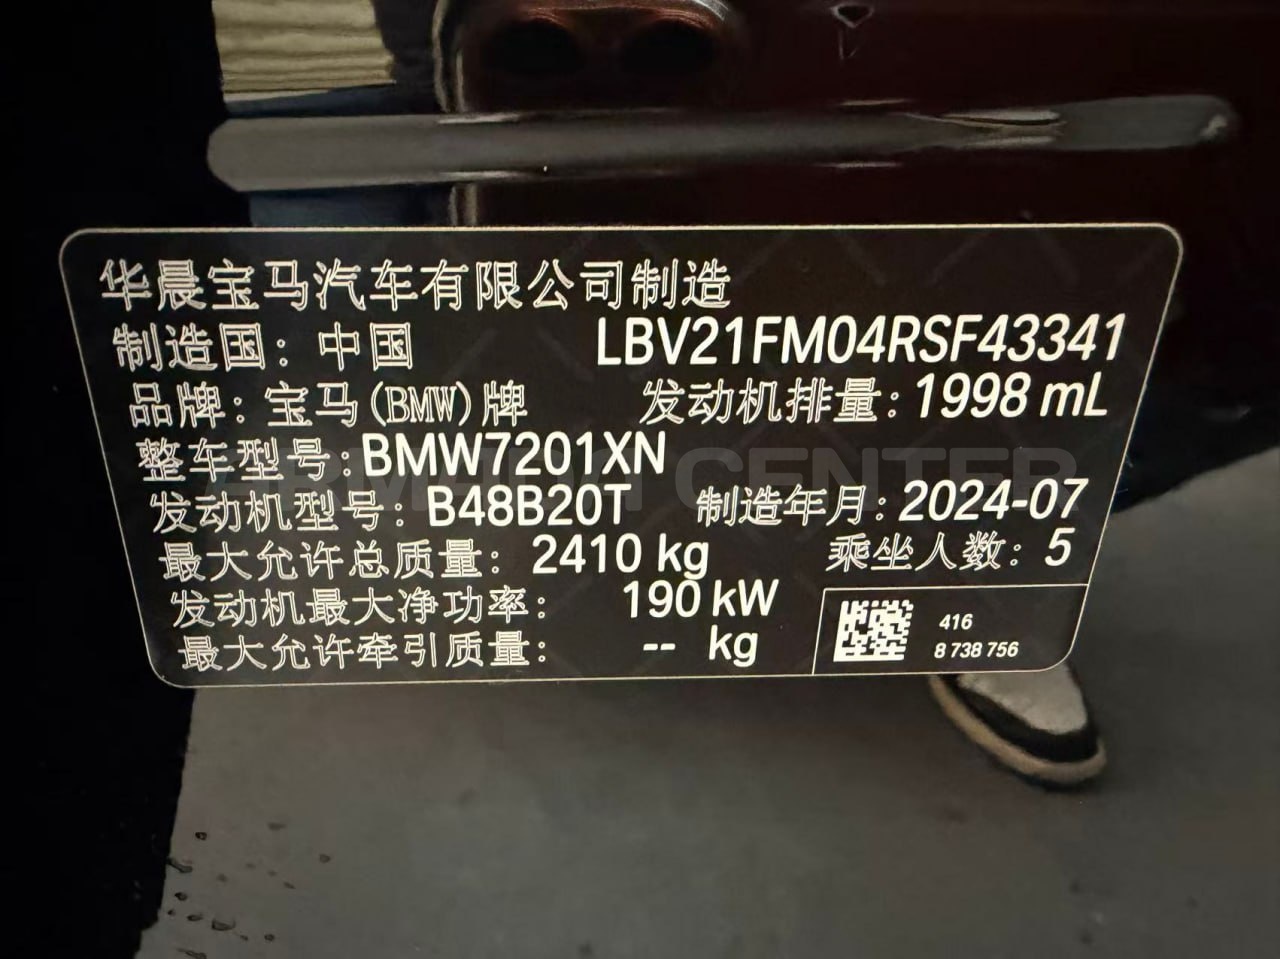 华晨宝马汽车有限公司制造
制造国：中国 LBV21FM04RSF43341
品牌：宝马(BMW)牌 发动机排量：1998 mL
整车型号：BMW7201XN
发动机型号：B48B20T 制造年月：2024-07
最大允许总质量：2410 kg 乘坐人数：5
发动机最大净功率：190 kW
最大允许牵引质量：-- kg
416
8 738 756